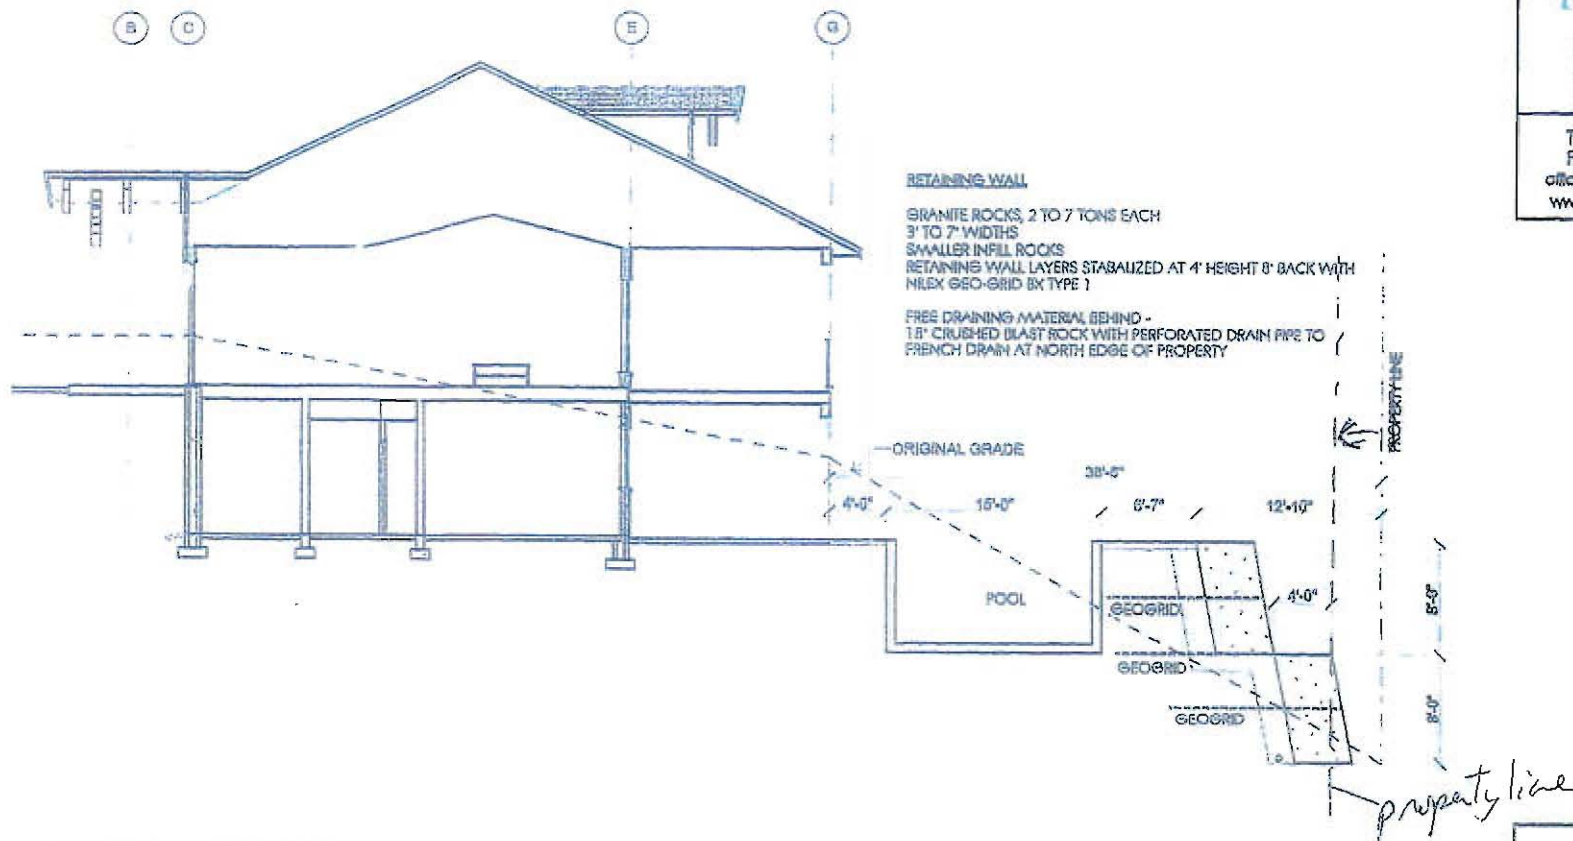 B C E G
RETAINING WALL
GRANITE ROCKS, 2 TO 7 TONS EACH
3' TO 7' WIDTHS
SMALLER INFILL ROCKS
RETAINING WALL LAYERS STABALIZED AT 4' HEIGHT 8' BACK WITH
NILEX GEO-GRID BX TYPE 1
FREE DRAINING MATERIAL BEHIND -
18" CRUSHED BLAST ROCK WITH PERFORATED DRAIN PIPE TO
FRENCH DRAIN AT NORTH EDGE OF PROPERTY
PROPERTY LINE
ORIGINAL GRADE
4'-0" 15'-0" 6'-7" 12'-10"
POOL
GEOGRID
4'-0"
8'-0"
GEOGRID
GEOGRID
8'-0"
property line